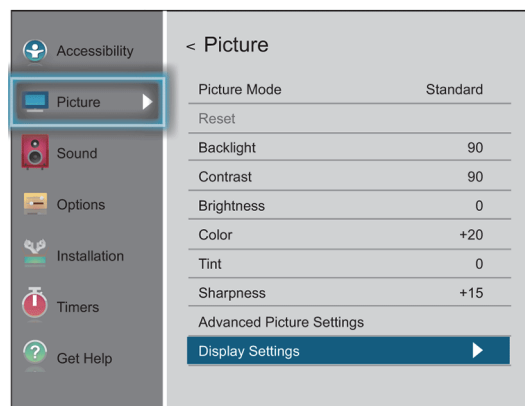 Accessibility
Picture
Sound
Options
Installation
Timers
Get Help
< Picture
Picture Mode Standard
Reset
Backlight 90
Contrast 90
Brightness 0
Color +20
Tint 0
Sharpness +15
Advanced Picture Settings
Display Settings